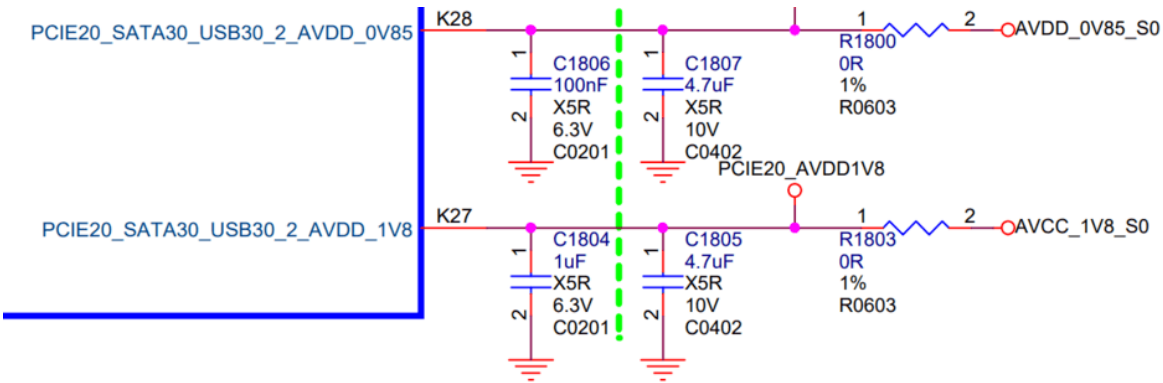 PCIE20_SATA30_USB30_2_AVDD_0V85
K28
1
2
C1806
100nF
X5R
6.3V
C0201
1
2
C1807
4.7uF
X5R
10V
C0402
1
2
R1800
0R
1%
R0603
AVDD_0V85_S0
PCIE20_AVDD1V8
PCIE20_SATA30_USB30_2_AVDD_1V8
K27
1
2
C1804
1uF
X5R
6.3V
C0201
1
2
C1805
4.7uF
X5R
10V
C0402
1
2
R1803
0R
1%
R0603
AVCC_1V8_S0